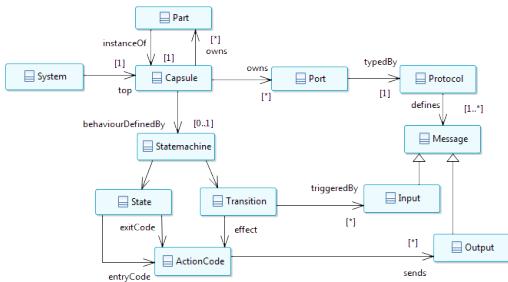 Part
instanceOf
[*]
[1]
owns
System
[1]
top
Capsule
owns
[*]
Port
typedBy
[1]
Protocol
defines
[1..*]
behaviourDefinedBy
[0..1]
Message
Statemachine
State
Transition
triggeredBy
[*]
Input
exitCode
effect
[*]
Output
ActionCode
entryCode
sends